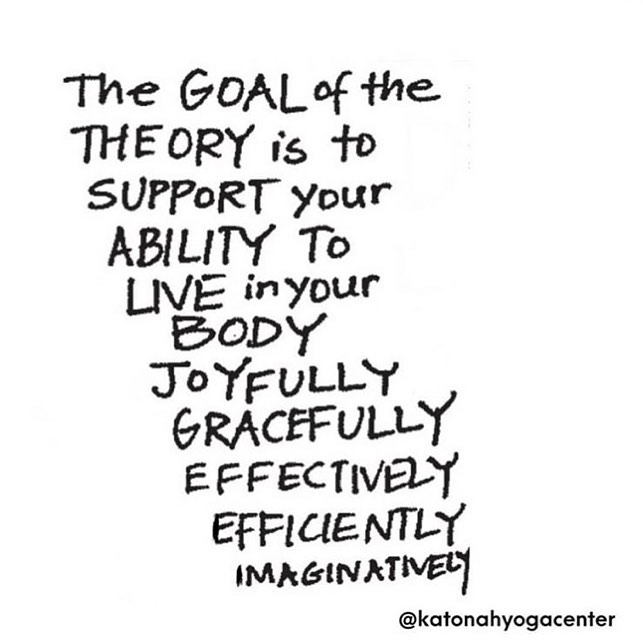 The GOAL of the
THEORY is to
SUPPORT your
ABILITY To
LIVE in your
BODY
JOYFULLY
GRACEFULLY
EFFECTIVELY
EFFICIENTLY
IMAGINATIVELY
@katonahyogacenter